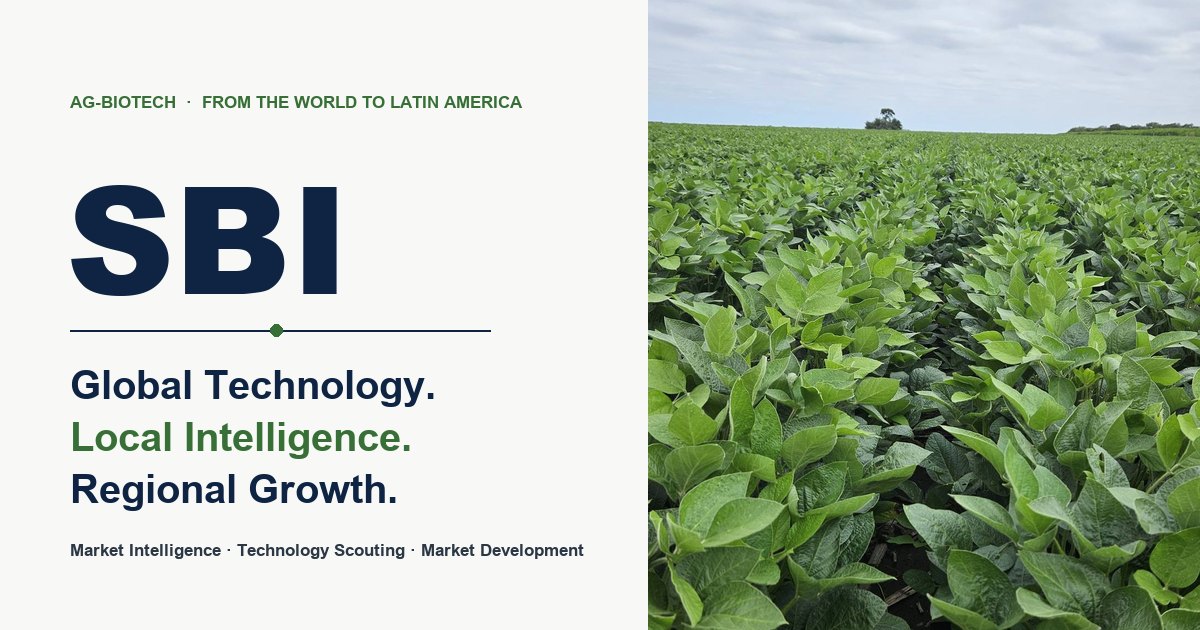 AG-BIOTECH · FROM THE WORLD TO LATIN AMERICA
SBI
Global Technology.
Local Intelligence.
Regional Growth.
Market Intelligence · Technology Scouting · Market Development